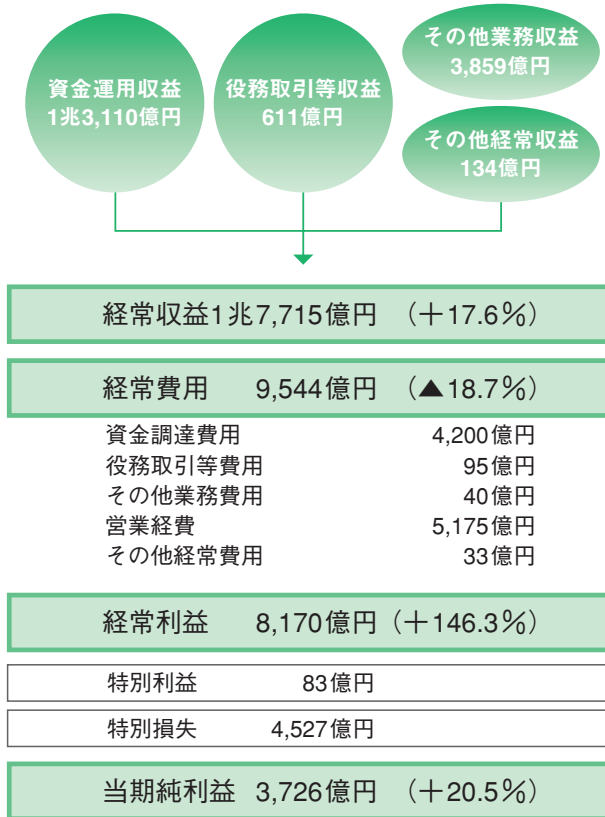 資金運用収益
1兆3,110億円
役務取引等収益
611億円
その他業務収益
3,859億円
その他経常収益
134億円
経常収益1兆7,715億円 （＋17.6％）
経常費用 9,544億円 （▲18.7％）
資金調達費用 4,200億円
役務取引等費用 95億円
その他業務費用 40億円
営業経費 5,175億円
その他経常費用 33億円
経常利益 8,170億円（＋146.3％）
特別利益 83億円
特別損失 4,527億円
当期純利益 3,726億円 （＋20.5％）